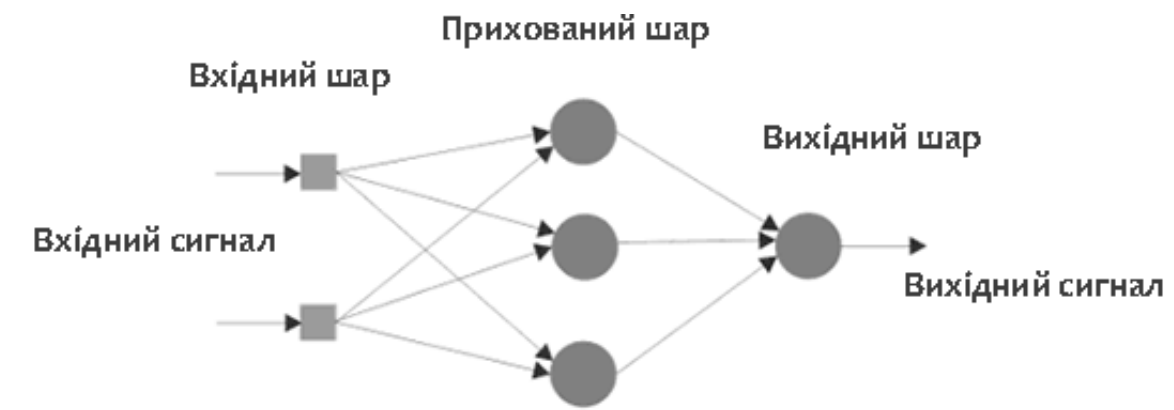 Прихований шар
Вхідний шар
Вихідний шар
Вхідний сигнал
Вихідний сигнал